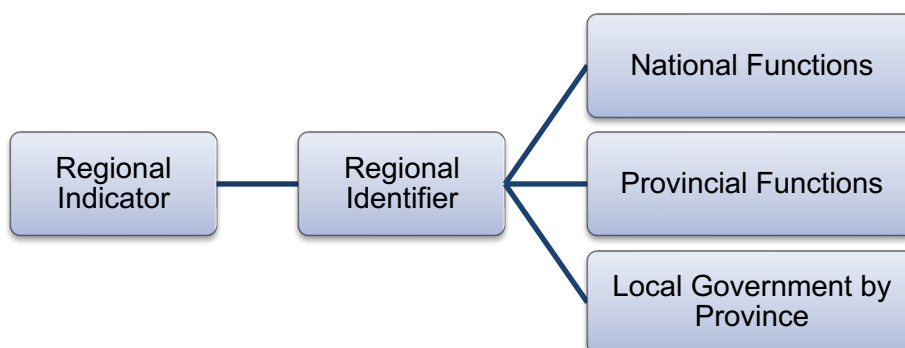 Regional
Indicator
Regional
Identifier
National Functions
Provincial Functions
Local Government by
Province